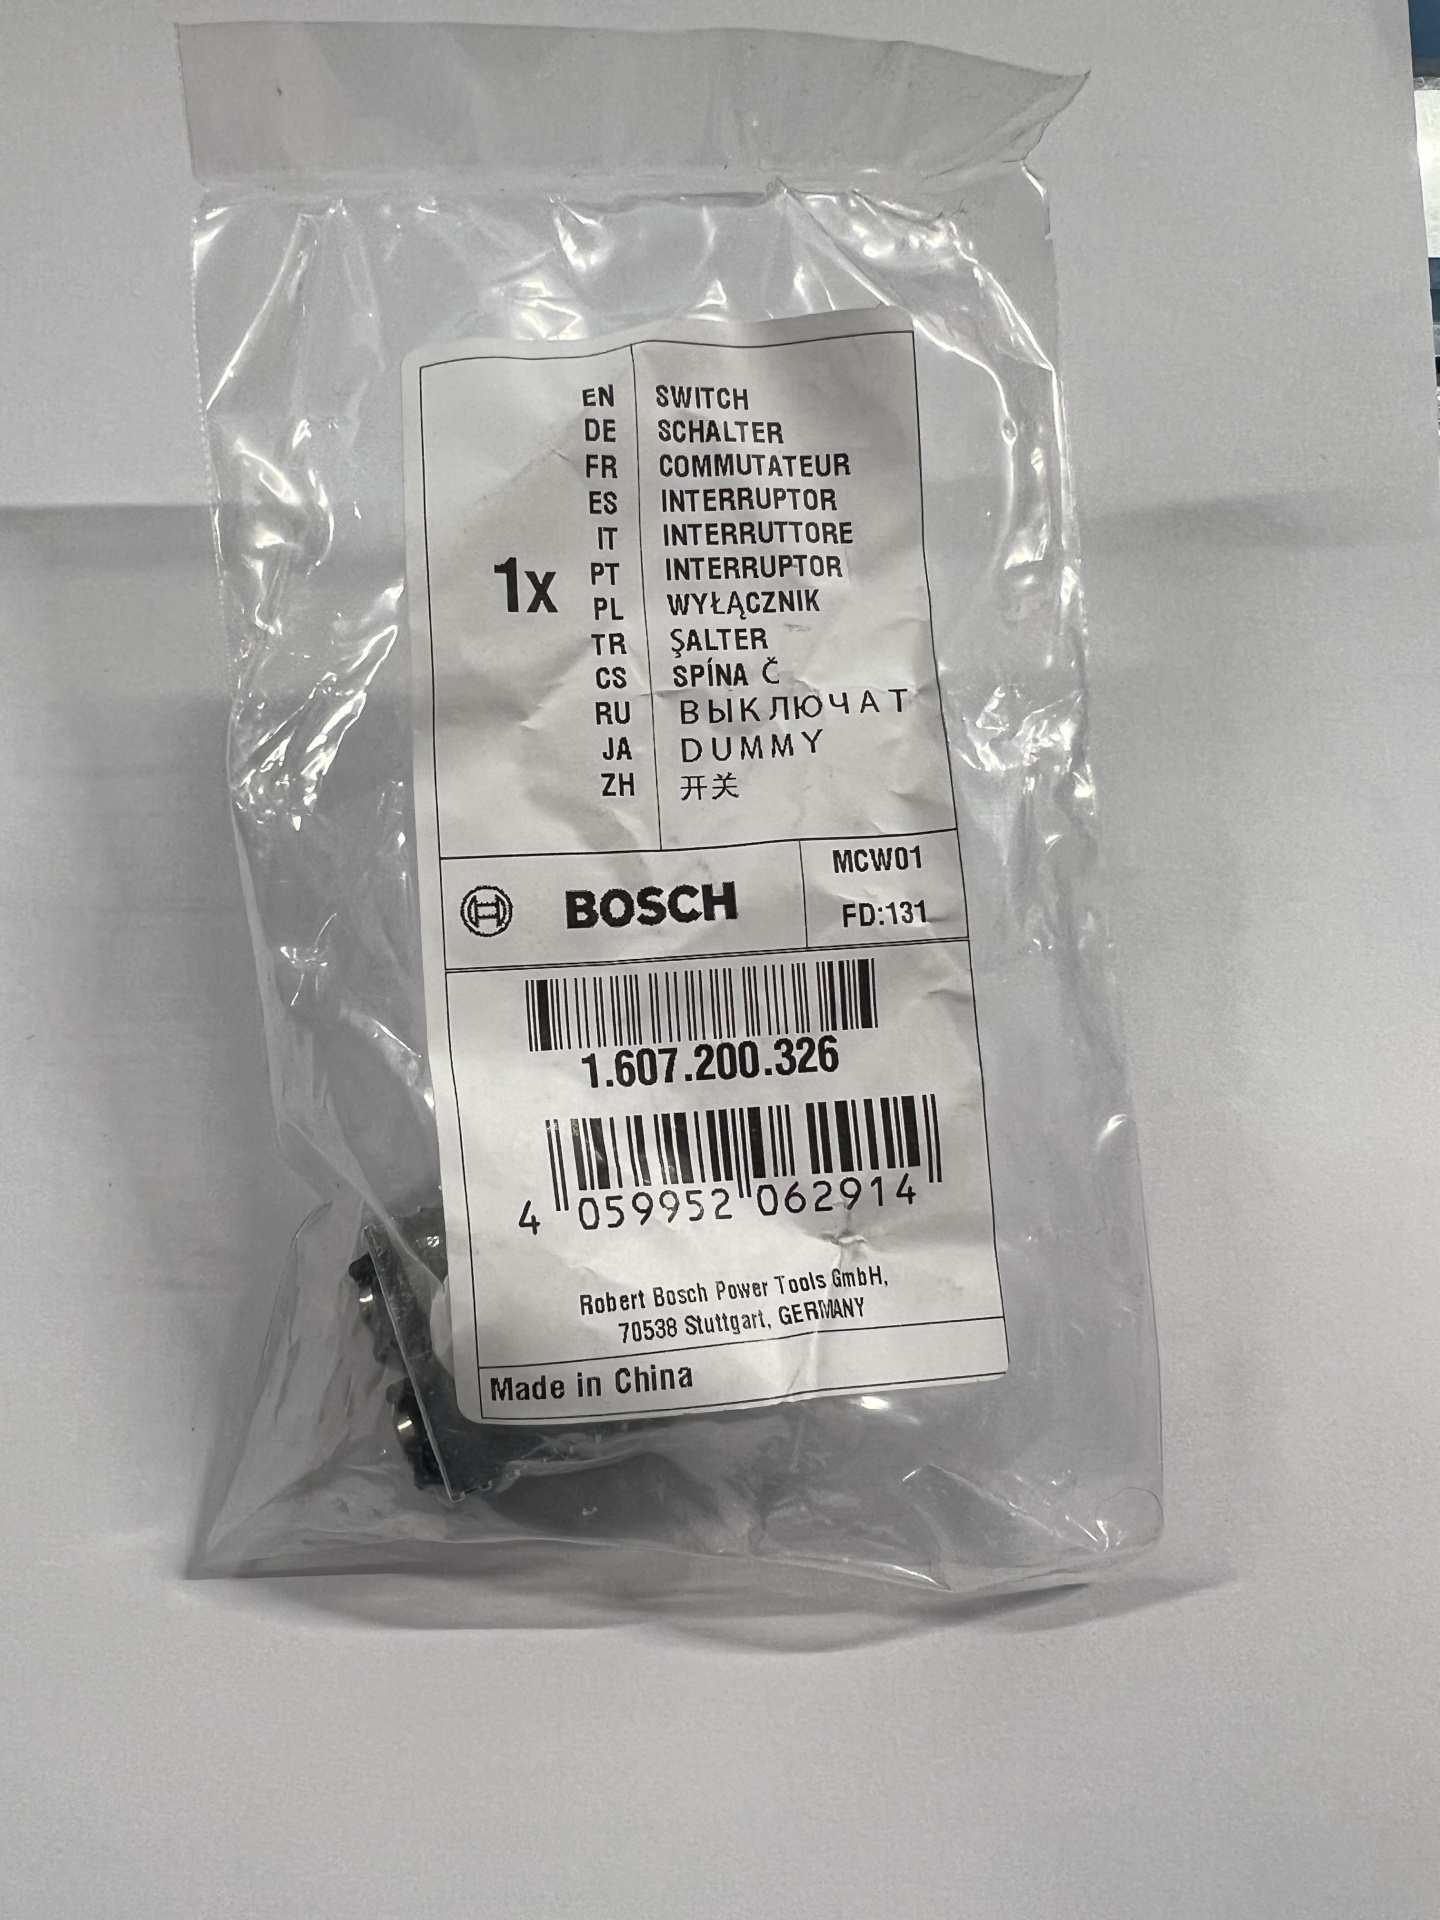 1x
EN SWITCH
DE SCHALTER
FR COMMUTATEUR
ES INTERRUPTOR
IT INTERRUTTORE
PT INTERRUPTOR
PL WYŁĄCZNIK
TR ŞALTER
CS SPÍNA Č
RU ВЫКЛЮЧАТ
JA DUMMY
ZH 开关
BOSCH
MCW01
FD:131
1.607.200.326
4 059952 062914
Robert Bosch Power Tools GmbH,
70538 Stuttgart, GERMANY
Made in China